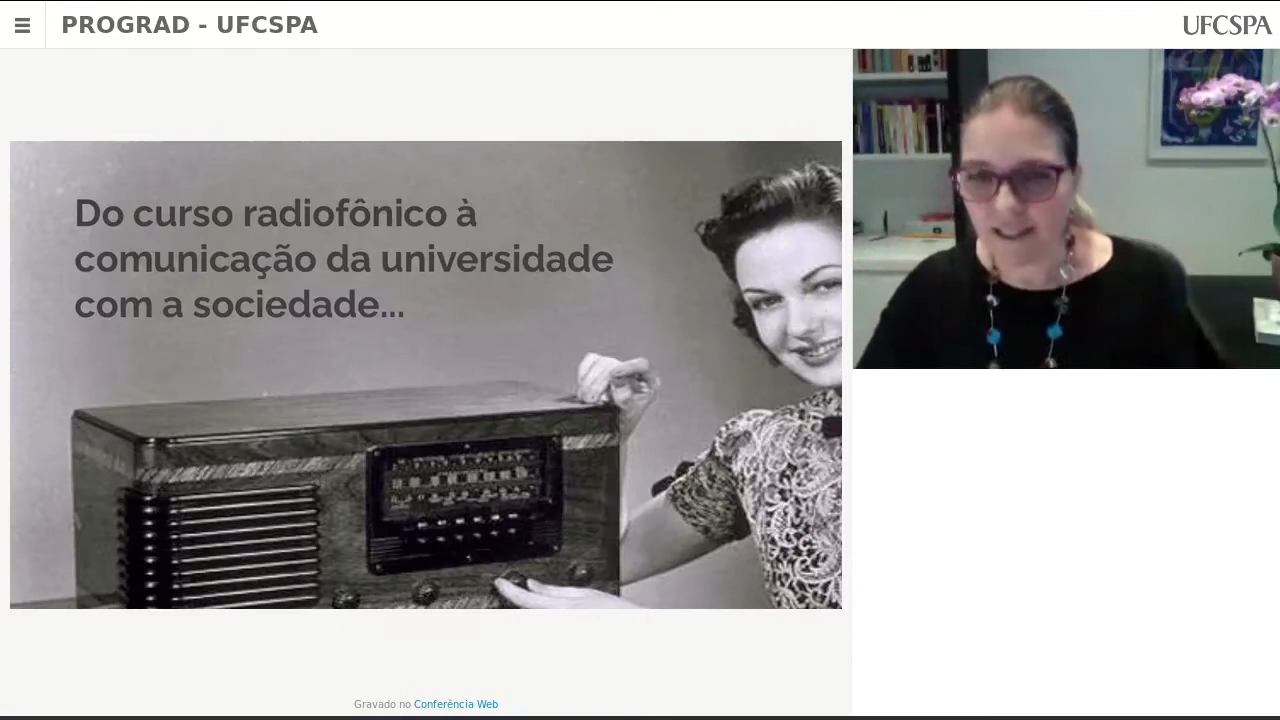 PROGRAD - UFCSPA
UFCSPA
Do curso radiofônico à
comunicação da universidade
com a sociedade...
Gravado no Conferência Web